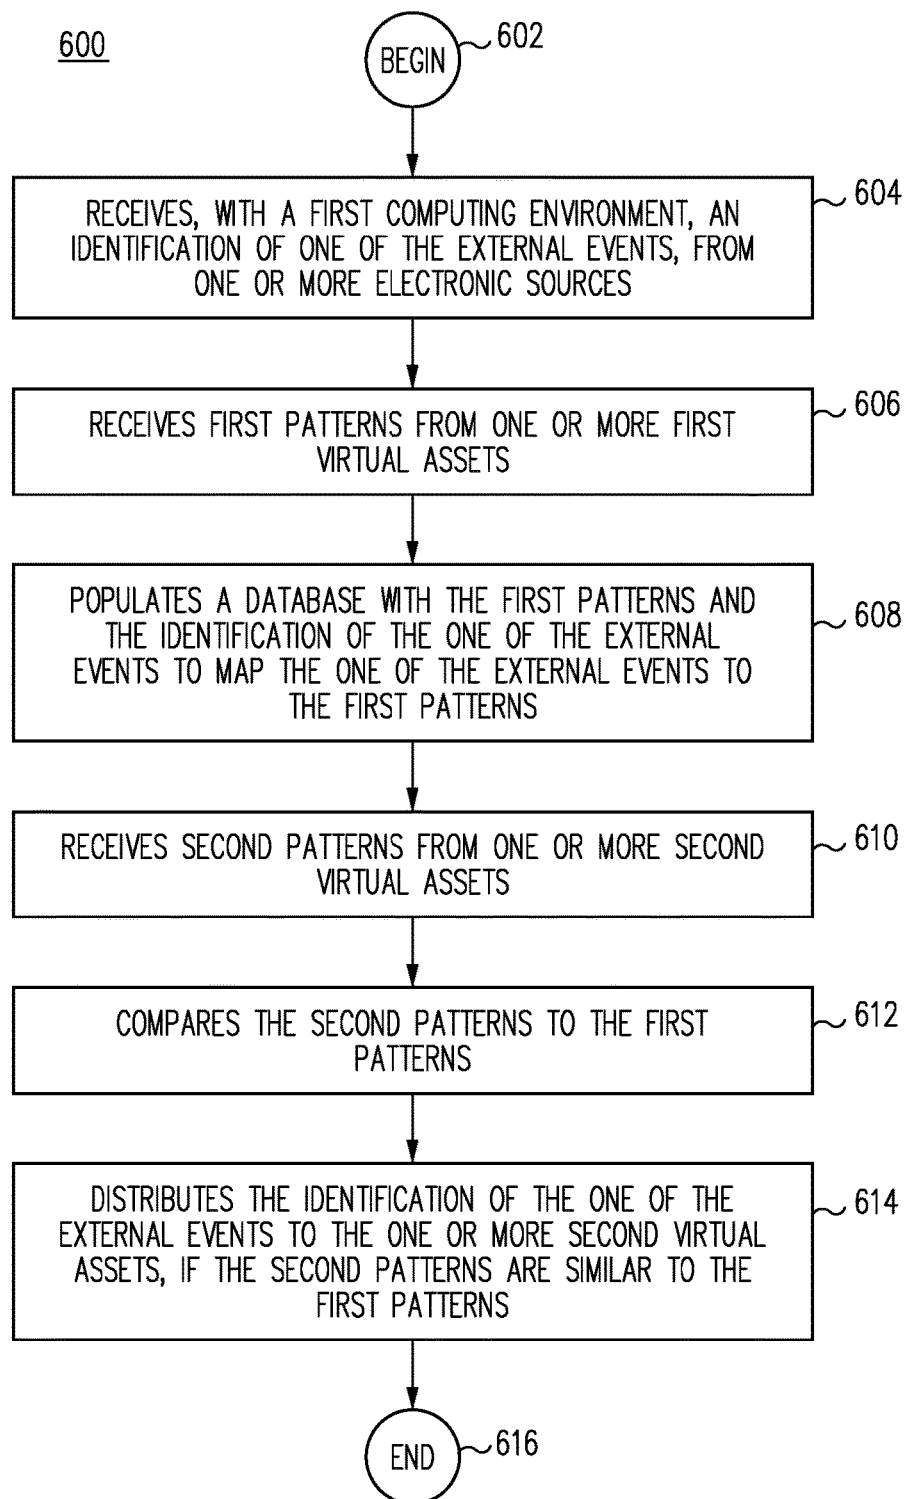 600
BEGIN
602
RECEIVES, WITH A FIRST COMPUTING ENVIRONMENT, AN
IDENTIFICATION OF ONE OF THE EXTERNAL EVENTS, FROM
ONE OR MORE ELECTRONIC SOURCES
604
RECEIVES FIRST PATTERNS FROM ONE OR MORE FIRST
VIRTUAL ASSETS
606
POPULATES A DATABASE WITH THE FIRST PATTERNS AND
THE IDENTIFICATION OF THE ONE OF THE EXTERNAL
EVENTS TO MAP THE ONE OF THE EXTERNAL EVENTS TO
THE FIRST PATTERNS
608
RECEIVES SECOND PATTERNS FROM ONE OR MORE SECOND
VIRTUAL ASSETS
610
COMPARES THE SECOND PATTERNS TO THE FIRST
PATTERNS
612
DISTRIBUTES THE IDENTIFICATION OF THE ONE OF THE
EXTERNAL EVENTS TO THE ONE OR MORE SECOND VIRTUAL
ASSETS, IF THE SECOND PATTERNS ARE SIMILAR TO THE
FIRST PATTERNS
614
END
616